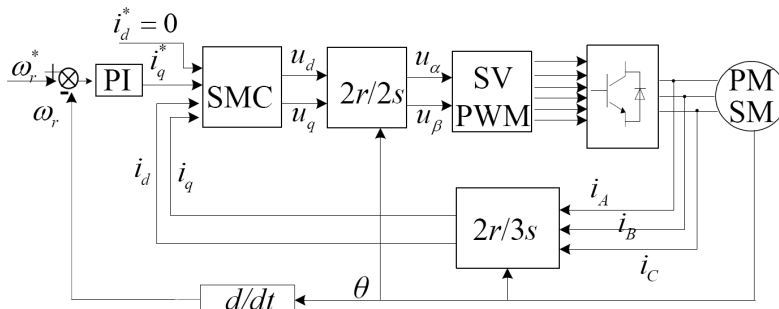 i_d^* = 0
ω_r^*
+
-
ω_r
PI
i_q^*
SMC
u_d
u_q
2r/2s
u_α
u_β
SV
PWM
PM
SM
i_d
i_q
2r/3s
i_A
i_B
i_C
d/dt
θ